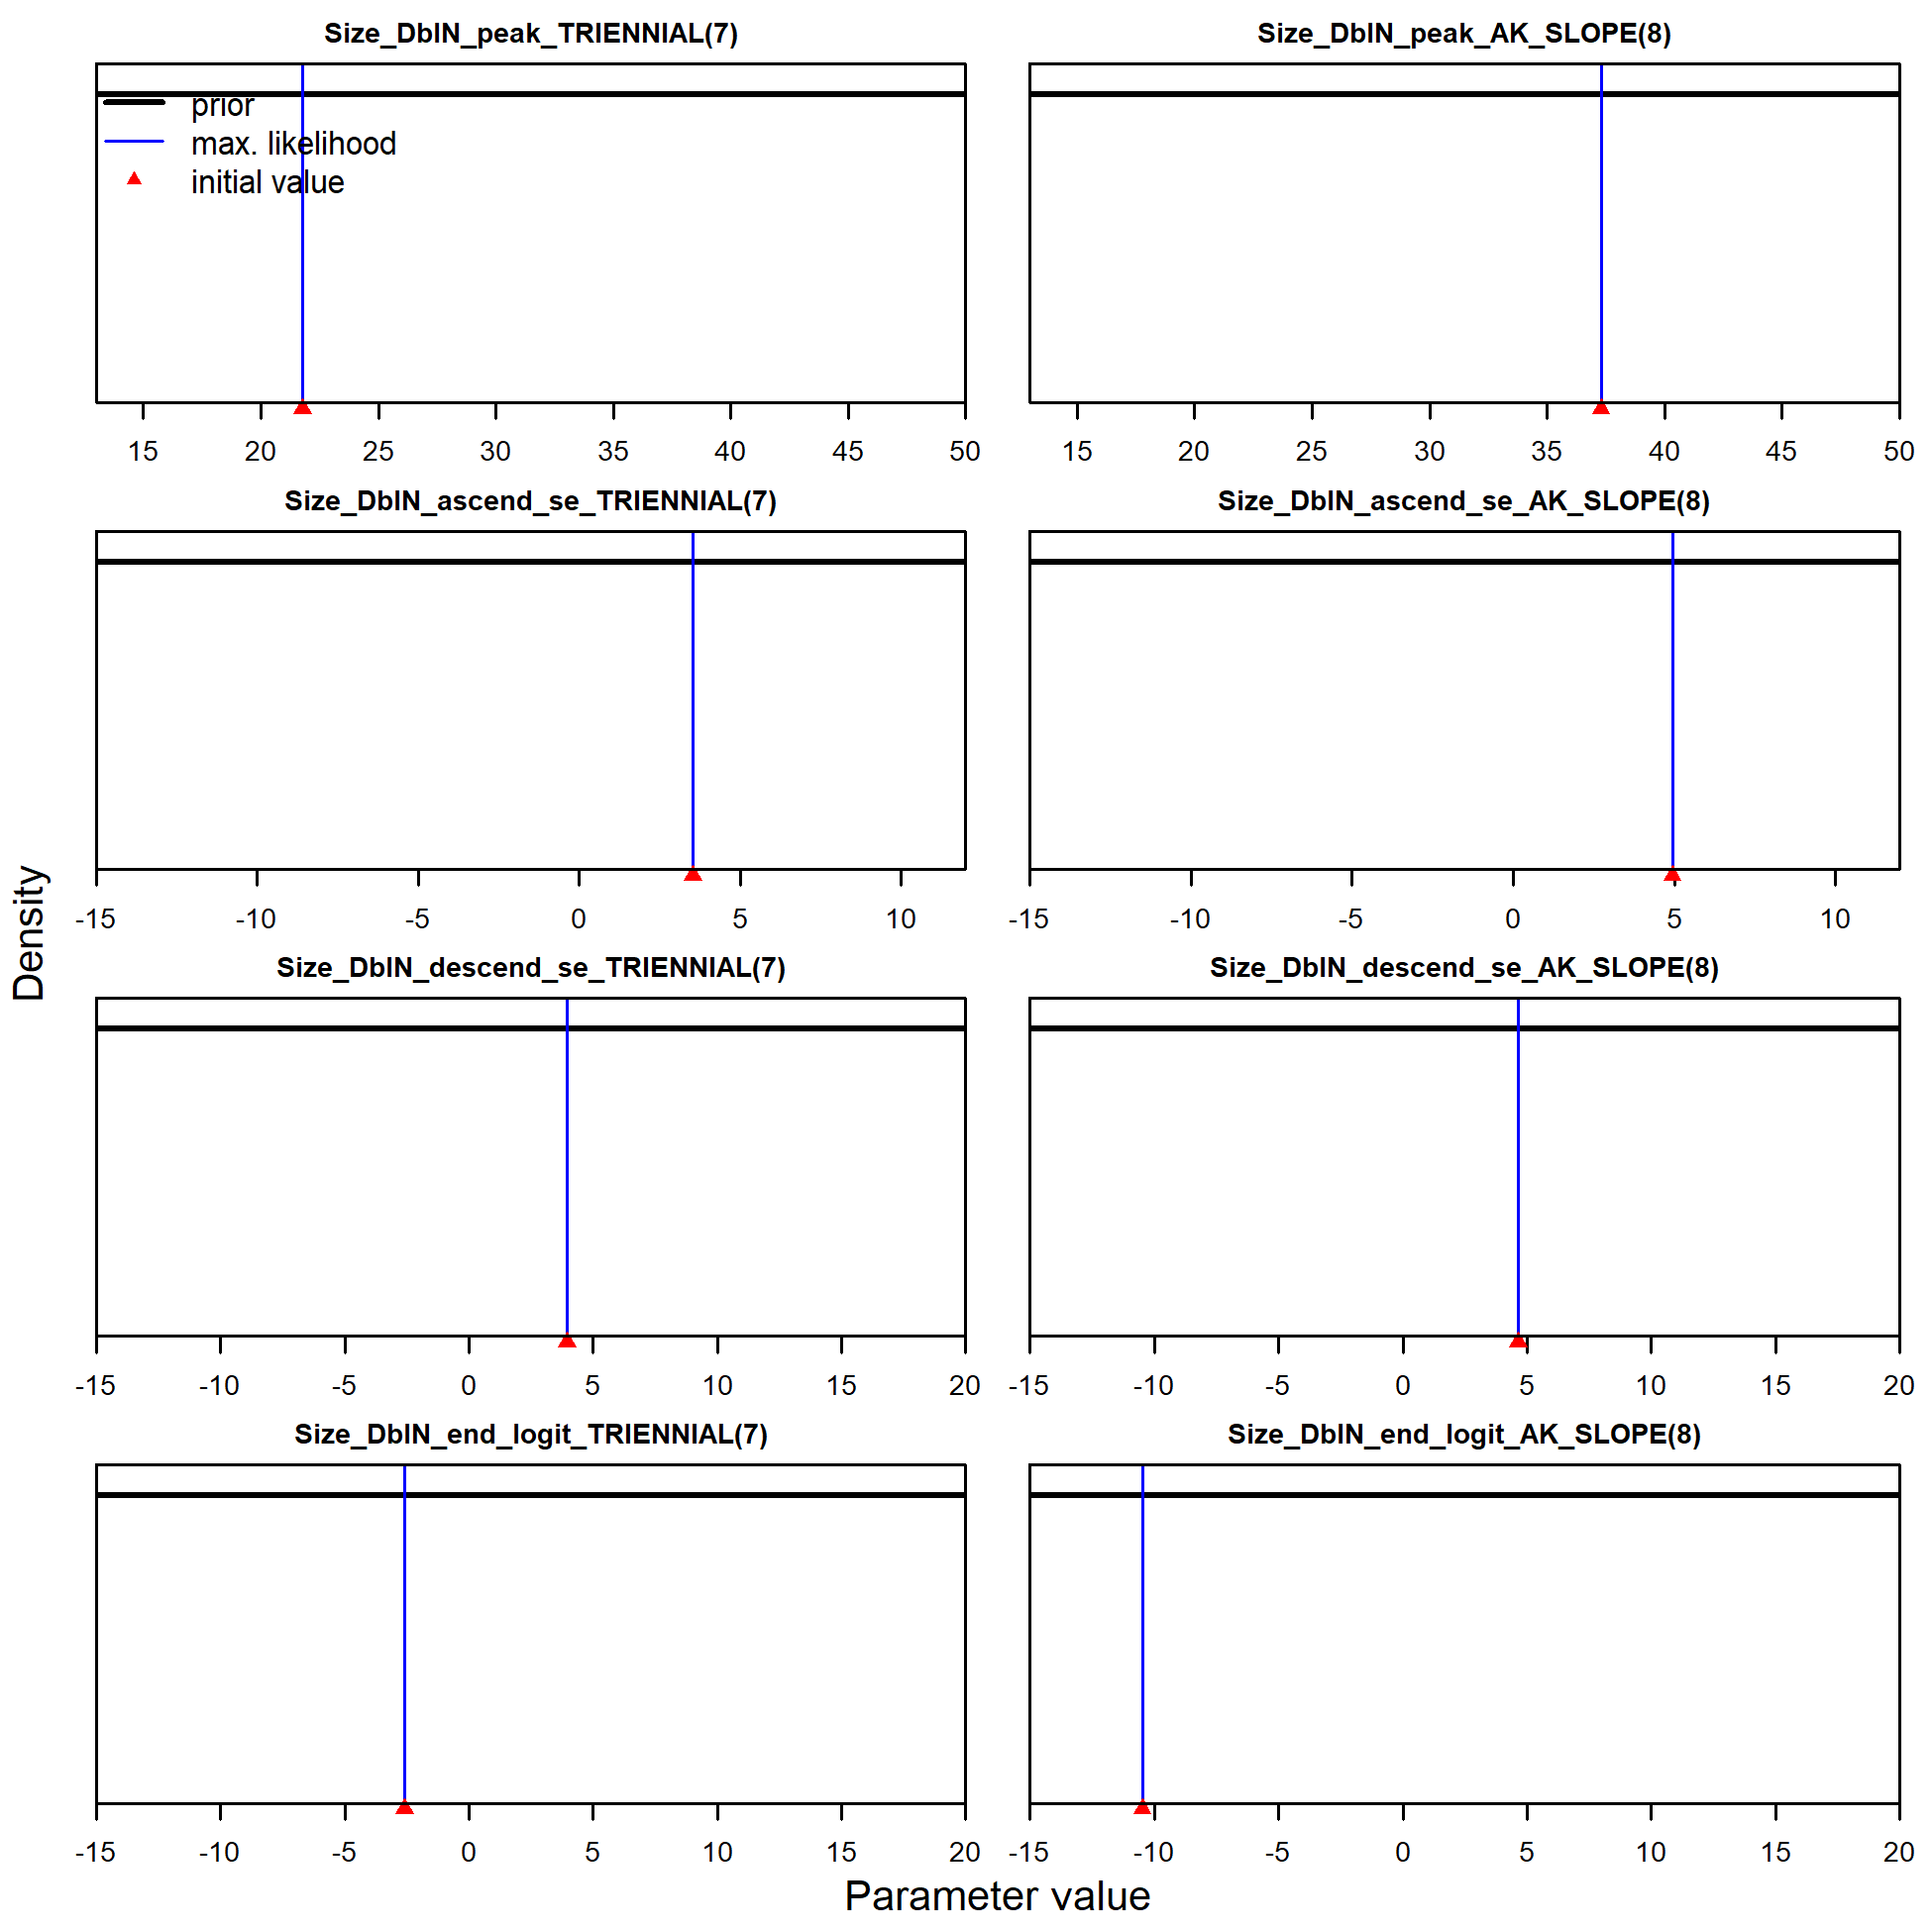 Size_DblN_peak_TRIENNIAL(7)
prior
max. likelihood
initial value
15 20 25 30 35 40 45 50
Size_DblN_peak_AK_SLOPE(8)
15 20 25 30 35 40 45 50
Size_DblN_ascend_se_TRIENNIAL(7)
-15 -10 -5 0 5 10
Size_DblN_ascend_se_AK_SLOPE(8)
-15 -10 -5 0 5 10
Size_DblN_descend_se_TRIENNIAL(7)
-15 -10 -5 0 5 10 15 20
Size_DblN_descend_se_AK_SLOPE(8)
-15 -10 -5 0 5 10 15 20
Size_DblN_end_logit_TRIENNIAL(7)
-15 -10 -5 0 5 10 15 20
Size_DblN_end_logit_AK_SLOPE(8)
-15 -10 -5 0 5 10 15 20
Density
Parameter value